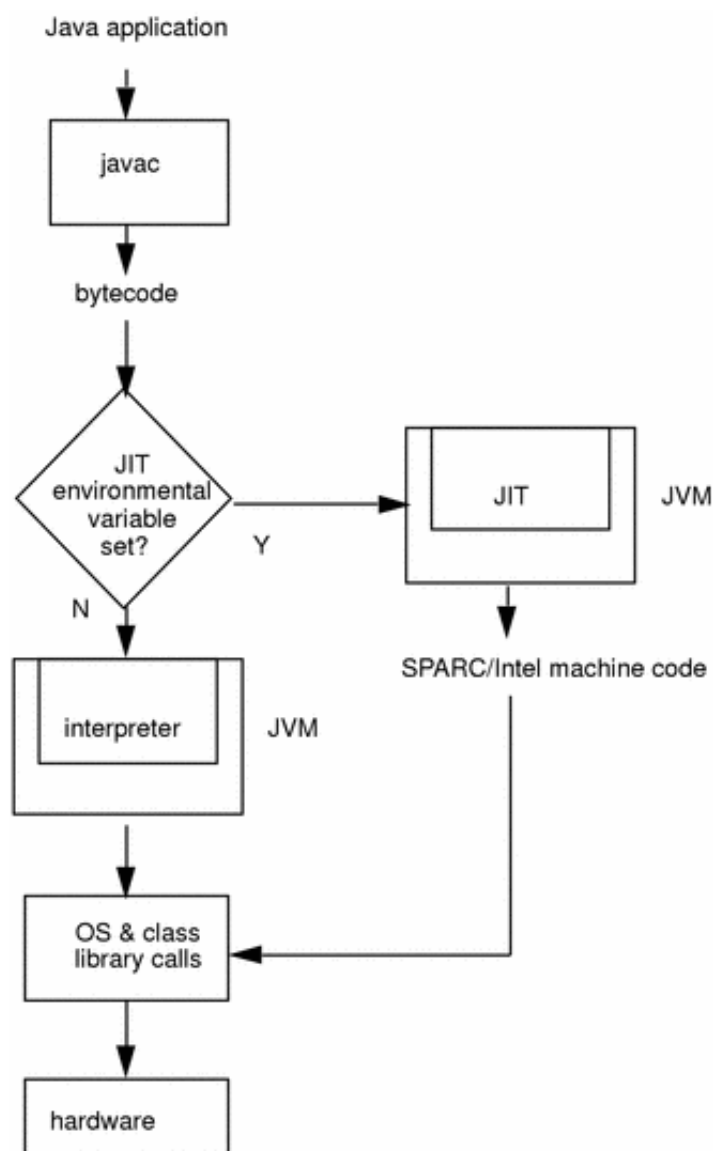 Java application
javac
bytecode
JIT
environmental
variable
set?
Y
N
JIT
JVM
SPARC/Intel machine code
interpreter
JVM
OS & class
library calls
hardware